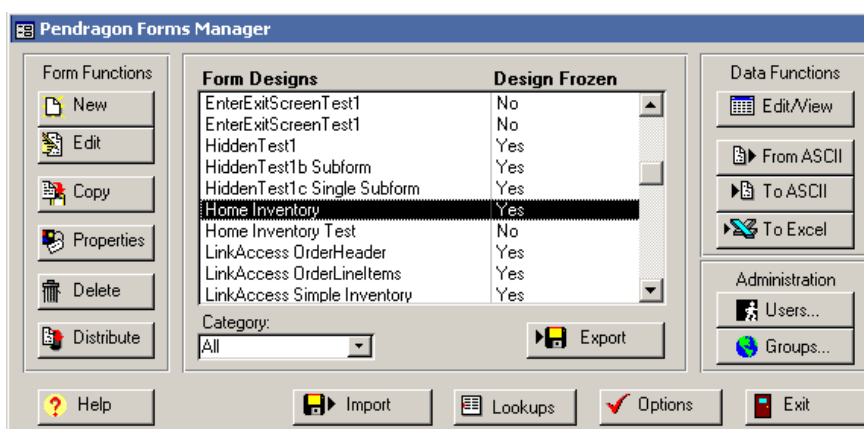 Pendragon Forms Manager
Form Functions
New
Edit
Copy
Properties
Delete
Distribute
Form Designs Design Frozen
EnterExitScreenTest1 No
EnterExitScreenTest1 No
HiddenTest1 Yes
HiddenTest1b Subform Yes
HiddenTest1c Single Subform Yes
Home Inventory Yes
Home Inventory Test No
LinkAccess OrderHeader Yes
LinkAccess OrderLineItems Yes
LinkAccess Simple Inventory Yes
Category:
All
Export
Data Functions
Edit/View
From ASCII
To ASCII
To Excel
Administration
Users...
Groups...
Help
Import
Lookups
Options
Exit